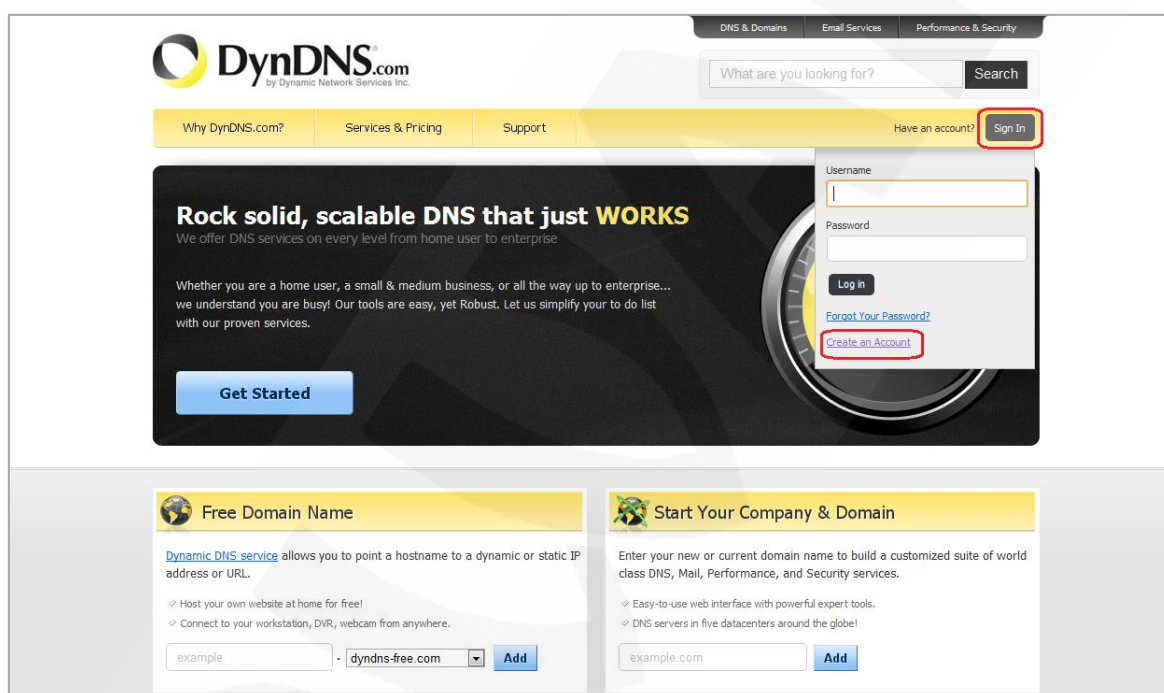 DNS & Domains Email Services Performance & Security
DynDNS.com
by Dynamic Network Services Inc.
What are you looking for? Search
Why DynDNS.com? Services & Pricing Support Have an account? Sign In
Username
Password
Log in
Forgot Your Password?
Create an Account
Rock solid, scalable DNS that just WORKS
We offer DNS services on every level from home user to enterprise
Whether you are a home user, a small & medium business, or all the way up to enterprise...
we understand you are busy! Our tools are easy, yet Robust. Let us simplify your to do list
with our proven services.
Get Started
Free Domain Name
Dynamic DNS service allows you to point a hostname to a dynamic or static IP
address or URL.
Host your own website at home for free!
Connect to your workstation, DVR, webcam from anywhere.
example - dyndns-free.com Add
Start Your Company & Domain
Enter your new or current domain name to build a customized suite of world
class DNS, Mail, Performance, and Security services.
Easy-to-use web interface with powerful expert tools.
DNS servers in five datacenters around the globe!
example.com Add